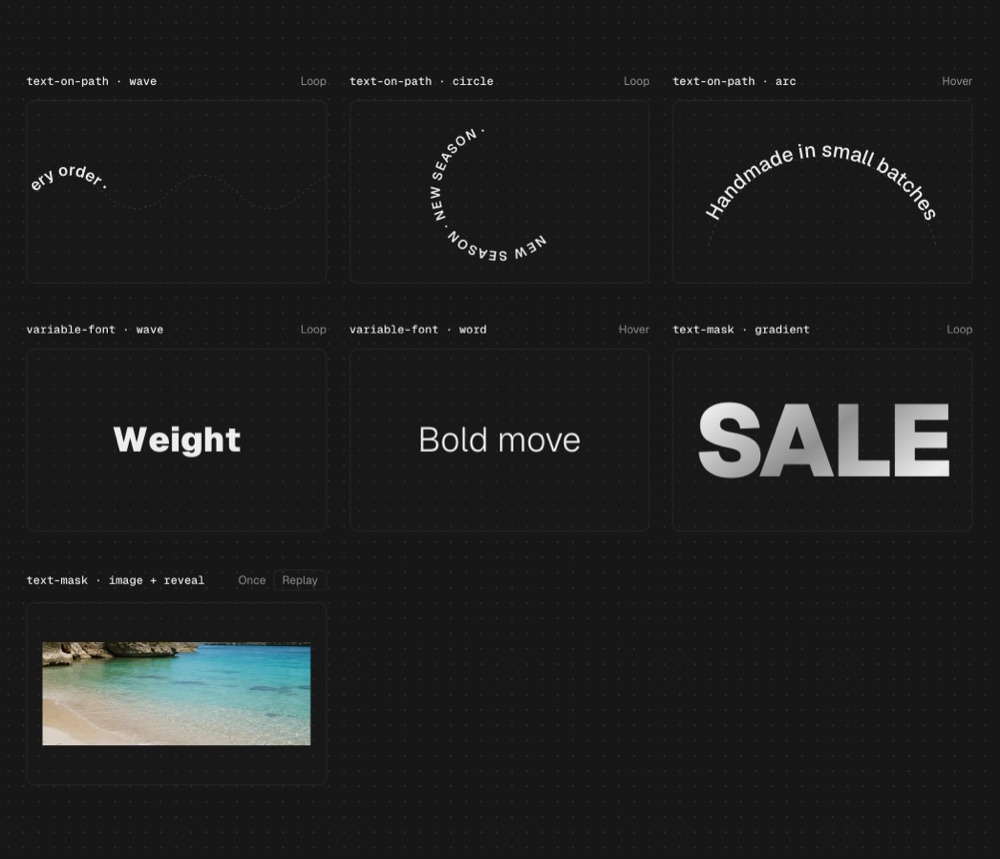 text-on-path · wave
Loop
text-on-path · circle
Loop
text-on-path · arc
Hover
ery order.
NEW SEASON · NEW SEASON ·
Handmade in small batches
variable-font · wave
Loop
variable-font · word
Hover
text-mask · gradient
Loop
Weight
Bold move
SALE
text-mask · image + reveal
Once
Replay